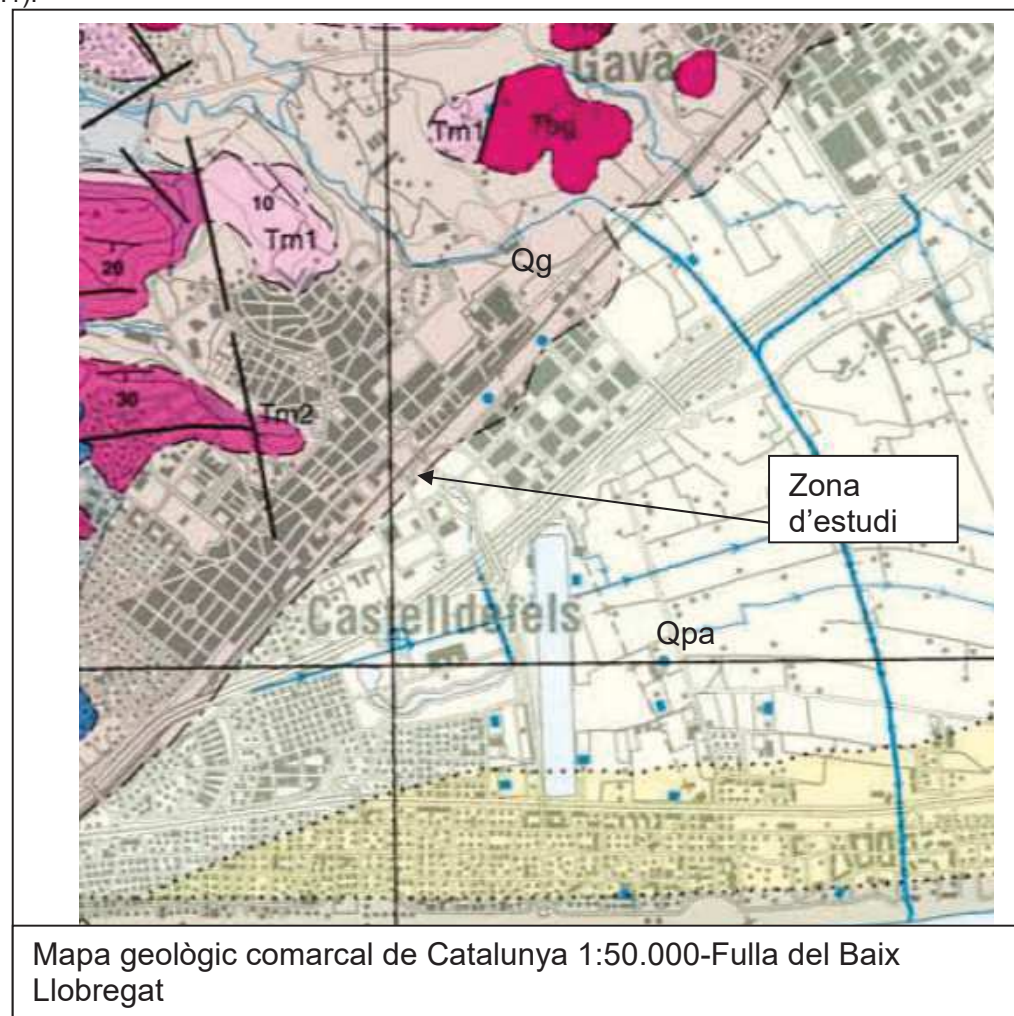 Gavà
Tm1
Tbg
10
Tm1
20
Qg
30
Tm2
Zona
d'estudi
Castelldefels
Qpa
Mapa geològic comarcal de Catalunya 1:50.000-Fulla del Baix
Llobregat